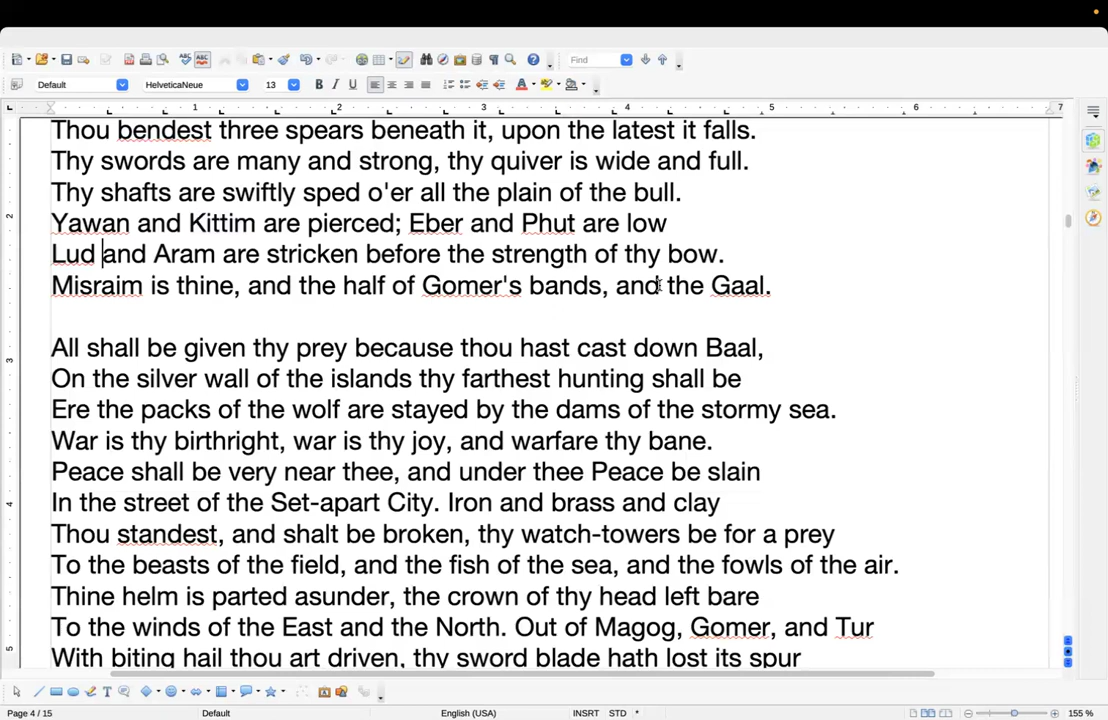 Find
Default
HelveticaNeue
13
B I U
1 2 3 4 5 6 7
Thou bendest three spears beneath it, upon the latest it falls.
Thy swords are many and strong, thy quiver is wide and full.
Thy shafts are swiftly sped o'er all the plain of the bull.
Yawan and Kittim are pierced; Eber and Phut are low
Lud and Aram are stricken before the strength of thy bow.
Misraim is thine, and the half of Gomer's bands, and the Gaal.
All shall be given thy prey because thou hast cast down Baal,
On the silver wall of the islands thy farthest hunting shall be
Ere the packs of the wolf are stayed by the dams of the stormy sea.
War is thy birthright, war is thy joy, and warfare thy bane.
Peace shall be very near thee, and under thee Peace be slain
In the street of the Set-apart City. Iron and brass and clay
Thou standest, and shalt be broken, thy watch-towers be for a prey
To the beasts of the field, and the fish of the sea, and the fowls of the air.
Thine helm is parted asunder, the crown of thy head left bare
To the winds of the East and the North. Out of Magog, Gomer, and Tur
With biting hail thou art driven, thy sword blade hath lost its spur
2
3
4
5
Page 4 / 15
Default
English (USA)
INSRT
STD
*
155 %